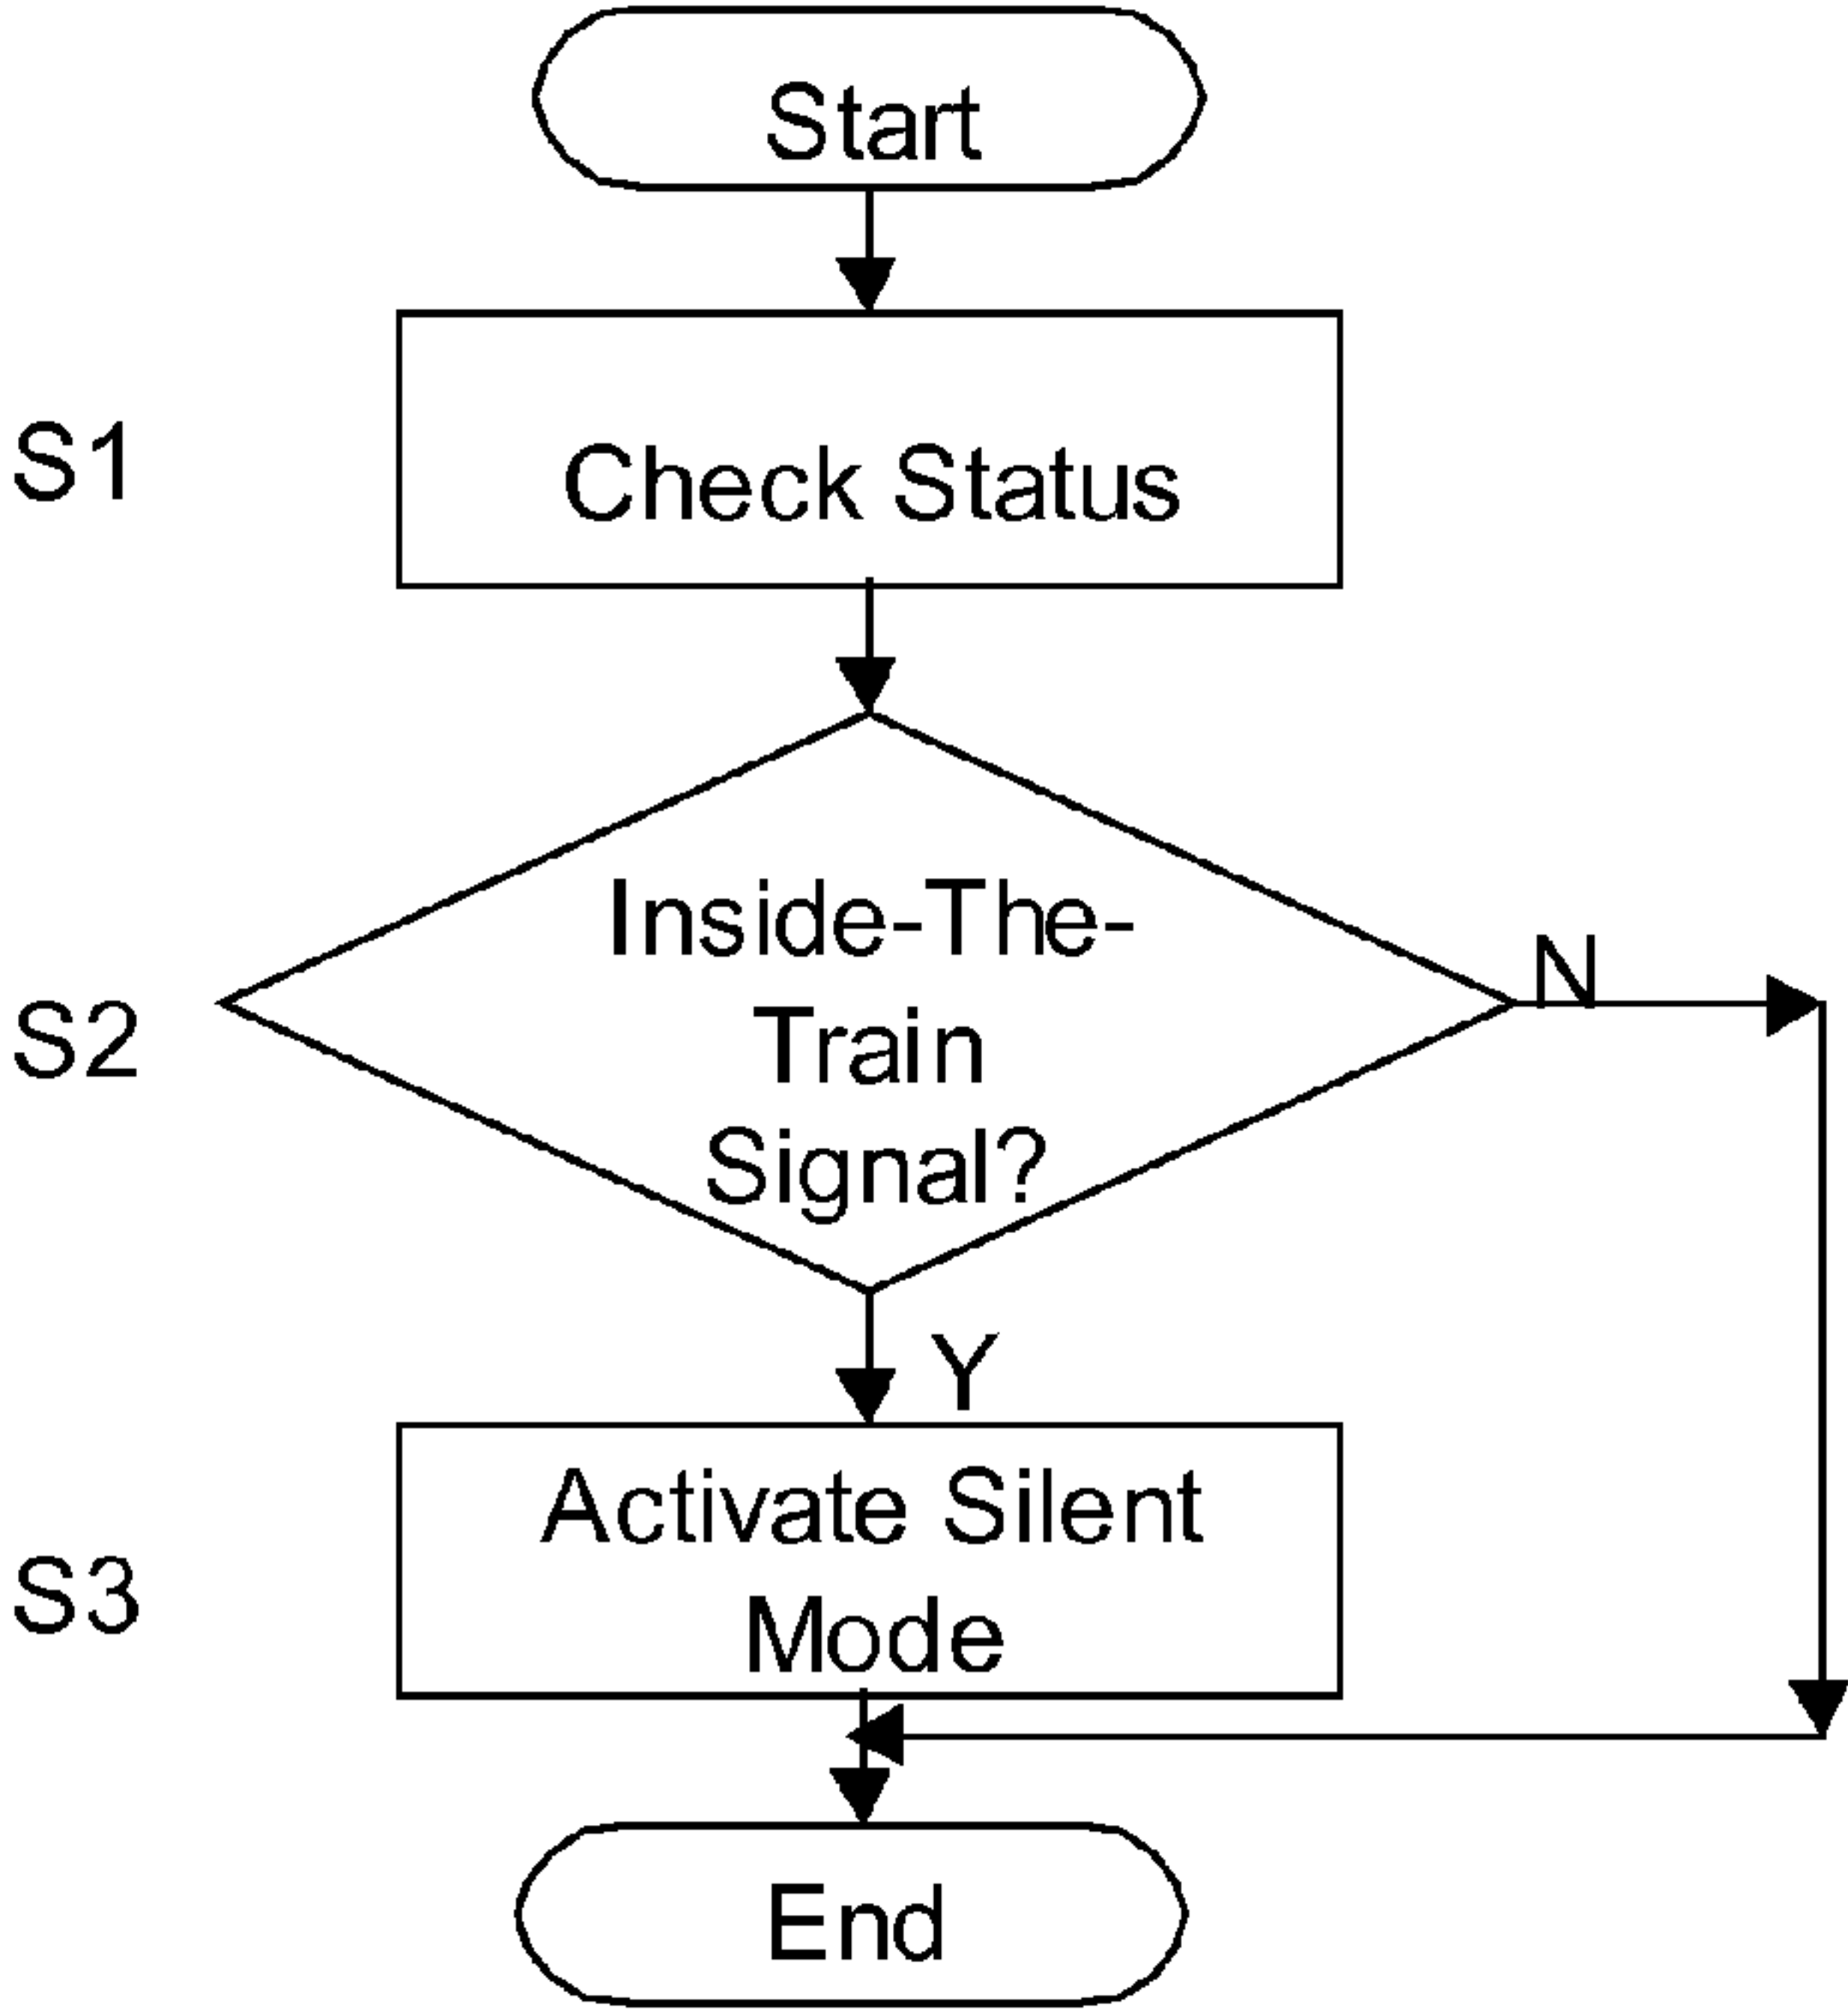 Start
S1
Check Status
Inside-The-
N
S2
Train
Signal?
Y
Activate Silent
S3
Mode
End